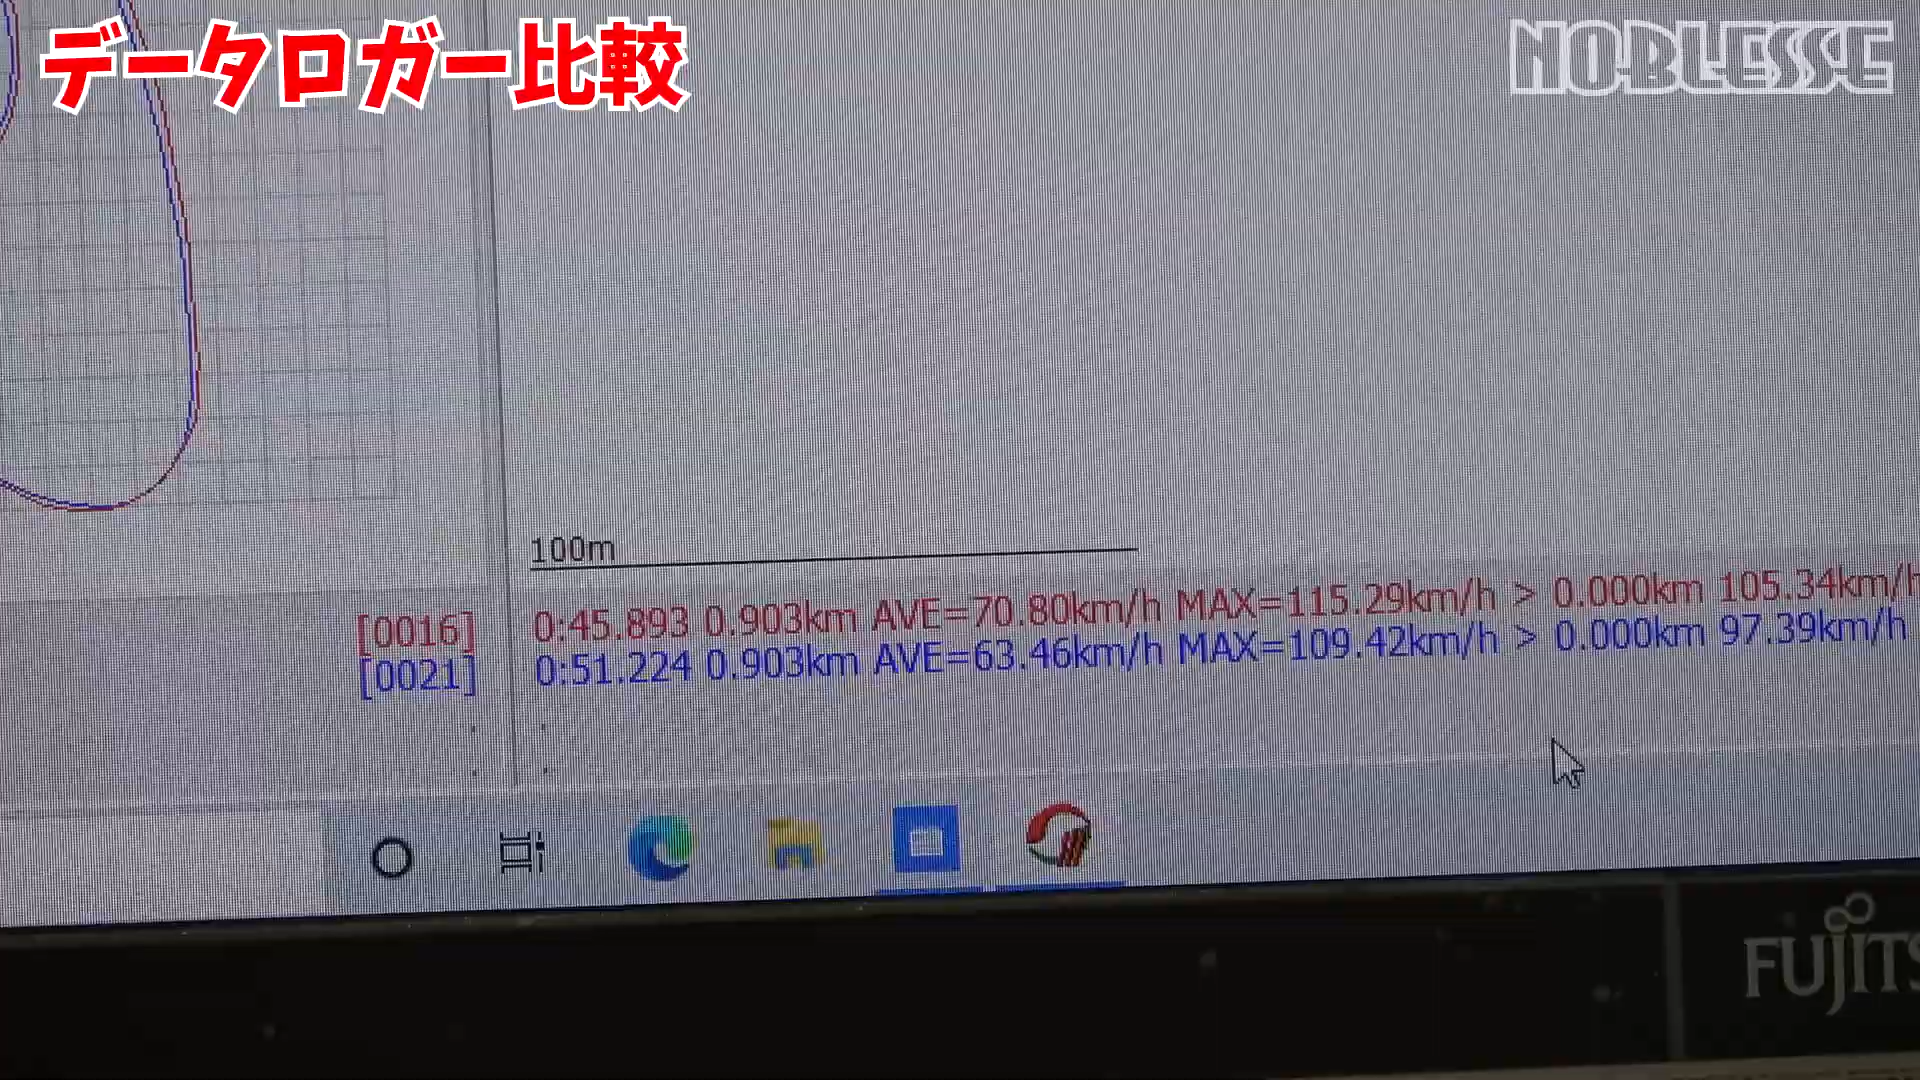 データロガー比較
NOBLESSE
100m
[0016] 0:45.893 0.903km AVE=70.80km/h MAX=115.29km/h > 0.000km 105.34km/h
[0021] 0:51.224 0.903km AVE=63.46km/h MAX=109.42km/h > 0.000km 97.39km/h
FUJITS